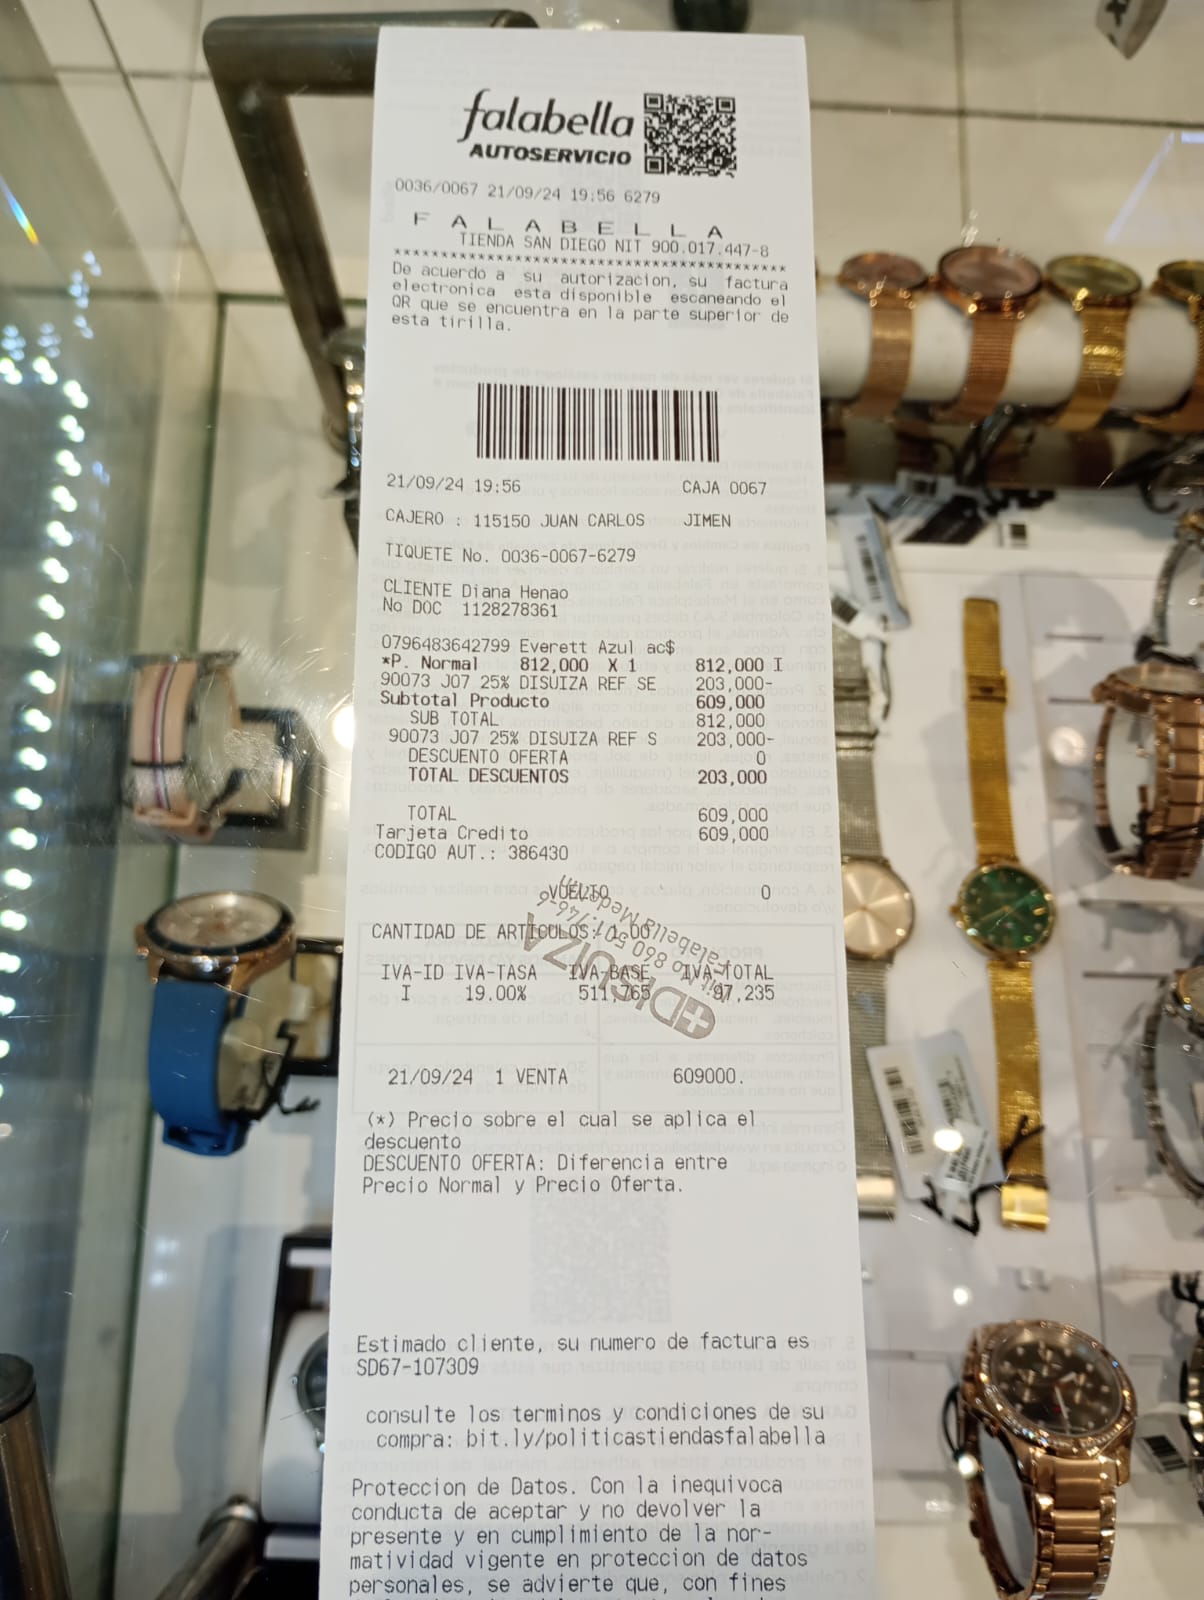 falabella
AUTOSERVICIO
0036/0067 21/09/24 19:56 6279
F A L A B E L L A
TIENDA SAN DIEGO NIT 900.017.447-8
******************************************
De acuerdo a su autorizacion, su factura
electronica esta disponible escaneando el
QR que se encuentra en la parte superior de
esta tirilla.
21/09/24 19:56 CAJA 0067
CAJERO : 115150 JUAN CARLOS JIMEN
TIQUETE No. 0036-0067-6279
CLIENTE Diana Henao
No DOC 1128278361
0796483642799 Everett Azul ac$
*P. Normal 812,000 X 1 812,000 I
90073 J07 25% DISUIZA REF SE 203,000-
Subtotal Producto 609,000
SUB TOTAL 812,000
90073 J07 25% DISUIZA REF S 203,000-
DESCUENTO OFERTA 0
TOTAL DESCUENTOS 203,000
TOTAL 609,000
Tarjeta Credito 609,000
CODIGO AUT.: 386430
VUELTO 0
CANTIDAD DE ARTICULOS: 1.00
IVA-ID IVA-TASA IVA-BASE IVA-TOTAL
I 19.00% 511,765 97,235
DISUIZA
Nit 860.501.746-6
Falabella Medellin
21/09/24 1 VENTA 609000.
(*) Precio sobre el cual se aplica el
descuento
DESCUENTO OFERTA: Diferencia entre
Precio Normal y Precio Oferta.
Estimado cliente, su numero de factura es
SD67-107309
consulte los terminos y condiciones de su
compra: bit.ly/politicastiendasfalabella
Proteccion de Datos. Con la inequivoca
conducta de aceptar y no devolver la
presente y en cumplimiento de la nor-
matividad vigente en proteccion de datos
personales, se advierte que, con fines